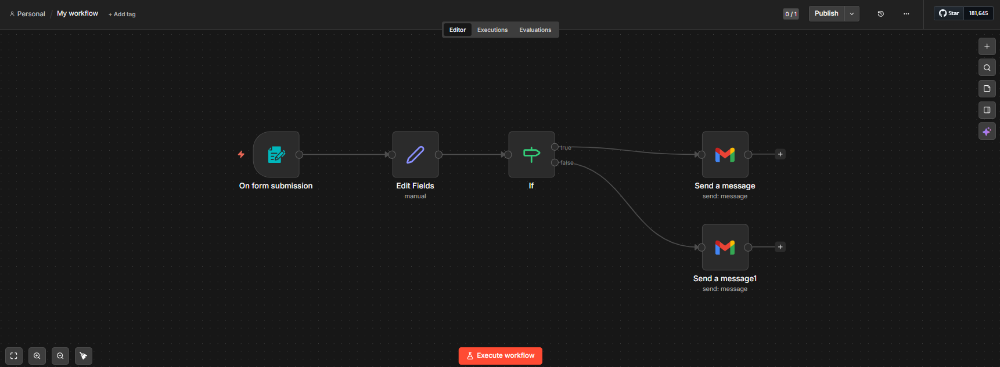 Personal / My workflow + Add tag
0 / 1 Publish Star 181,645
Editor Executions Evaluations
true
false
On form submission
Edit Fields
manual
If
Send a message
send: message
Send a message1
send: message
Execute workflow